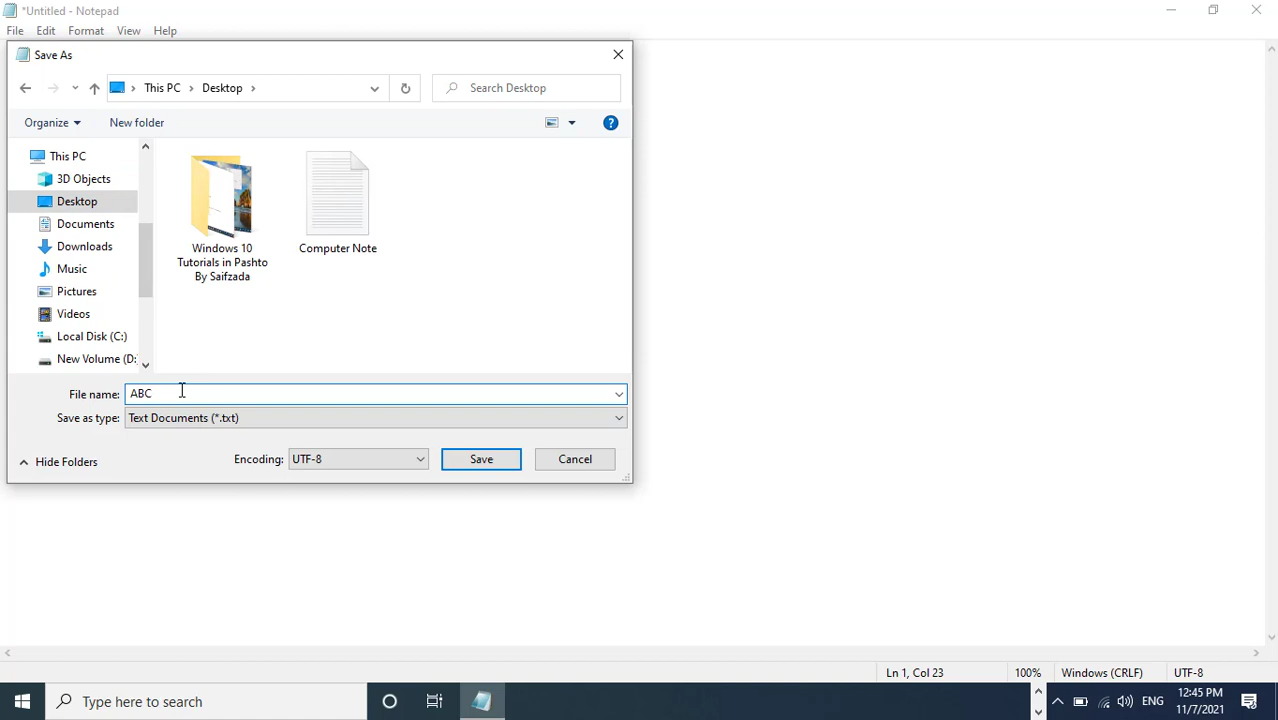 *Untitled - Notepad
File Edit Format View Help
Save As
This PC Desktop
Search Desktop
Organize New folder
This PC
3D Objects
Desktop
Documents
Downloads
Music
Pictures
Videos
Local Disk (C:)
New Volume (D:
Windows 10
Tutorials in Pashto
By Saifzada
Computer Note
File name: ABC
Save as type: Text Documents (*.txt)
Hide Folders
Encoding: UTF-8 Save Cancel
Ln 1, Col 23 100% Windows (CRLF) UTF-8
Type here to search
ENG
12:45 PM
11/7/2021